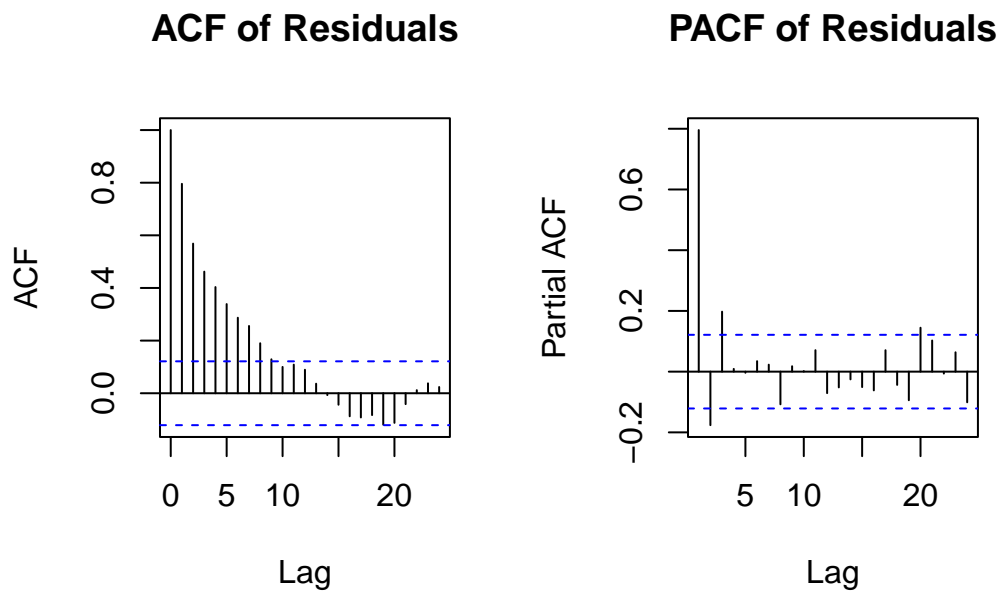 ACF of Residuals
ACF
0.0
0.4
0.8
0
5
10
20
Lag
PACF of Residuals
Partial ACF
−0.2
0.2
0.6
5
10
20
Lag